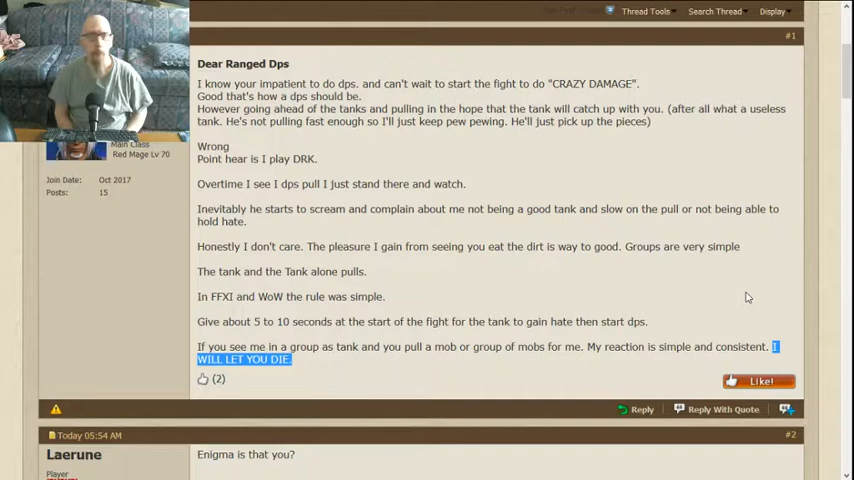 Thread Tools Search Thread Display
#1
Dear Ranged Dps
I know your impatient to do dps. and can't wait to start the fight to do "CRAZY DAMAGE".
Good that's how a dps should be.
However going ahead of the tanks and pulling in the hope that the tank will catch up with you. (after all what a useless
tank. He's not pulling fast enough so I'll just keep pew pewing. He'll just pick up the pieces)
Main Class
Red Mage Lv 70
Join Date: Oct 2017
Posts: 15
Wrong
Point hear is I play DRK.
Overtime I see I dps pull I just stand there and watch.
Inevitably he starts to scream and complain about me not being a good tank and slow on the pull or not being able to
hold hate.
Honestly I don't care. The pleasure I gain from seeing you eat the dirt is way to good. Groups are very simple
The tank and the Tank alone pulls.
In FFXI and WoW the rule was simple.
Give about 5 to 10 seconds at the start of the fight for the tank to gain hate then start dps.
If you see me in a group as tank and you pull a mob or group of mobs for me. My reaction is simple and consistent. I
WILL LET YOU DIE.
(2)
Like!
Reply Reply With Quote
Today 05:54 AM #2
Laerune
Player
Enigma is that you?